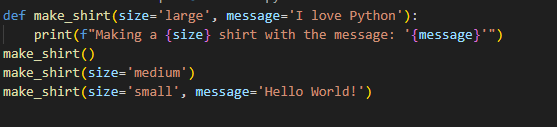 def make_shirt(size='large', message='I love Python'):
    print(f"Making a {size} shirt with the message: '{message}'")
make_shirt()
make_shirt(size='medium')
make_shirt(size='small', message='Hello World!')